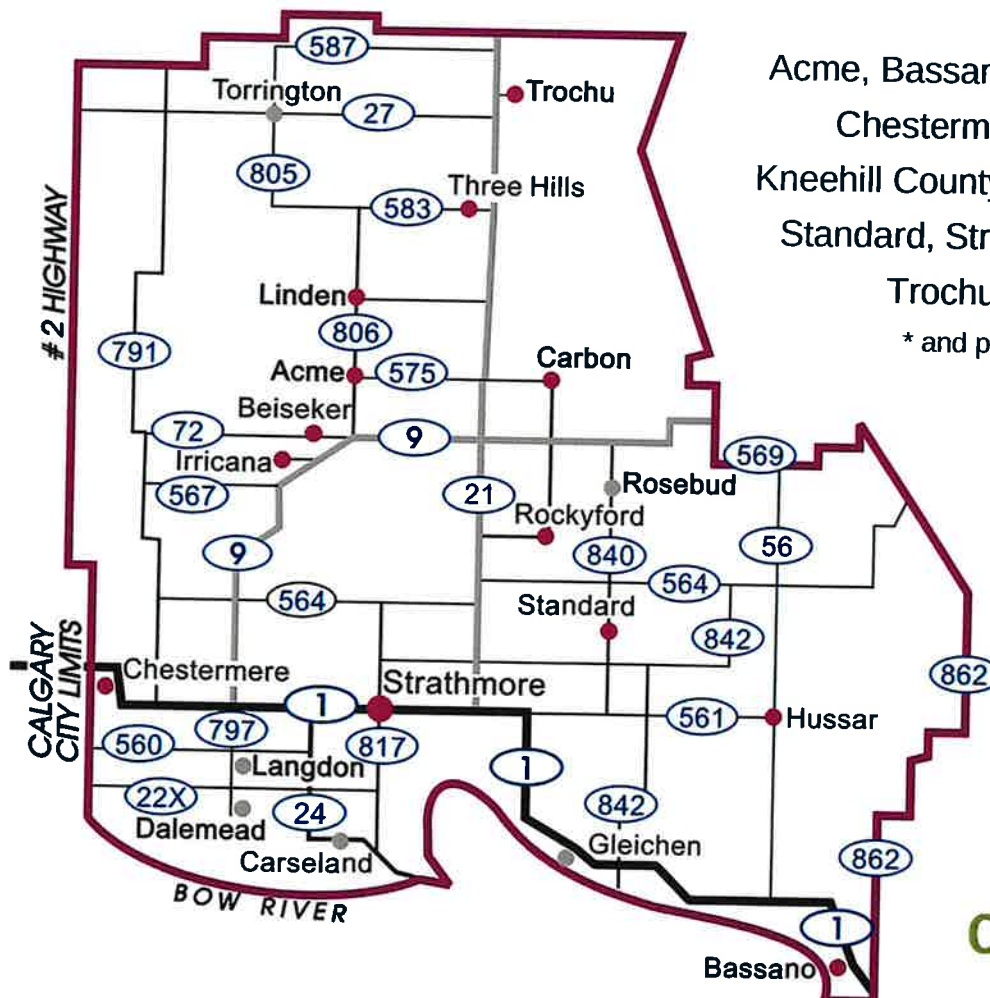 587
Acme, Bassan
Torrington
Trochu
27
Chesterm
805
Kneehill County
583
Three Hills
Standard, Str
# 2 HIGHWAY
Linden
Trochu
806
* and p
791
Acme
575
Carbon
Beiseker
72
9
569
Irricana
567
21
Rosebud
Rockyford
9
840
56
564
564
Standard
842
CALGARY
CITY LIMITS
Chestermere
Strathmore
862
1
797
817
561
Hussar
560
Langdon
1
22X
24
842
Dalemead
Carseland
Gleichen
862
BOW RIVER
1
Bassano